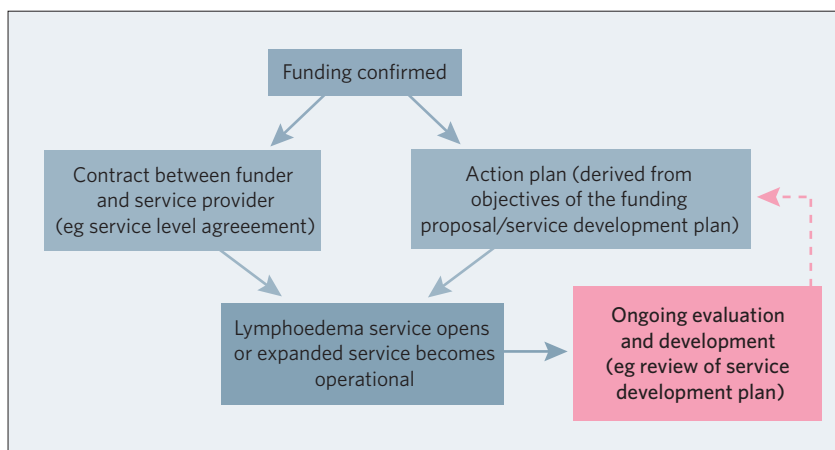 Funding confirmed
Contract between funder
and service provider
(eg service level agreeement)
Action plan (derived from
objectives of the funding
proposal/service development plan)
Lymphoedema service opens
or expanded service becomes
operational
Ongoing evaluation
and development
(eg review of service
development plan)